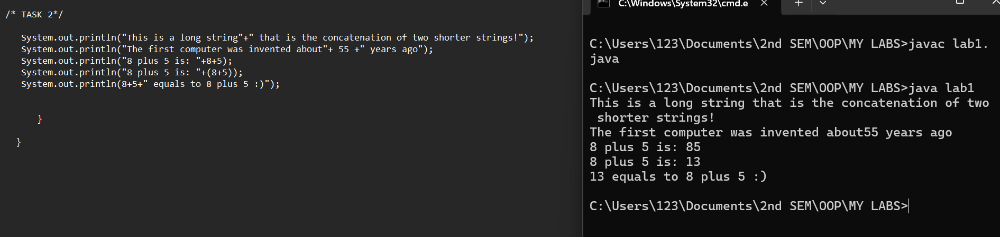 /* TASK 2*/
System.out.println("This is a long string"+" that is the concatenation of two shorter strings!");
System.out.println("The first computer was invented about"+ 55 +" years ago");
System.out.println("8 plus 5 is: "+8+5);
System.out.println("8 plus 5 is: "+(8+5));
System.out.println(8+5+" equals to 8 plus 5 :)");
}
}
C:\Windows\System32\cmd.e
C:\Users\123\Documents\2nd SEM\OOP\MY LABS>javac lab1.
java
C:\Users\123\Documents\2nd SEM\OOP\MY LABS>java lab1
This is a long string that is the concatenation of two
shorter strings!
The first computer was invented about55 years ago
8 plus 5 is: 85
8 plus 5 is: 13
13 equals to 8 plus 5 :)
C:\Users\123\Documents\2nd SEM\OOP\MY LABS>